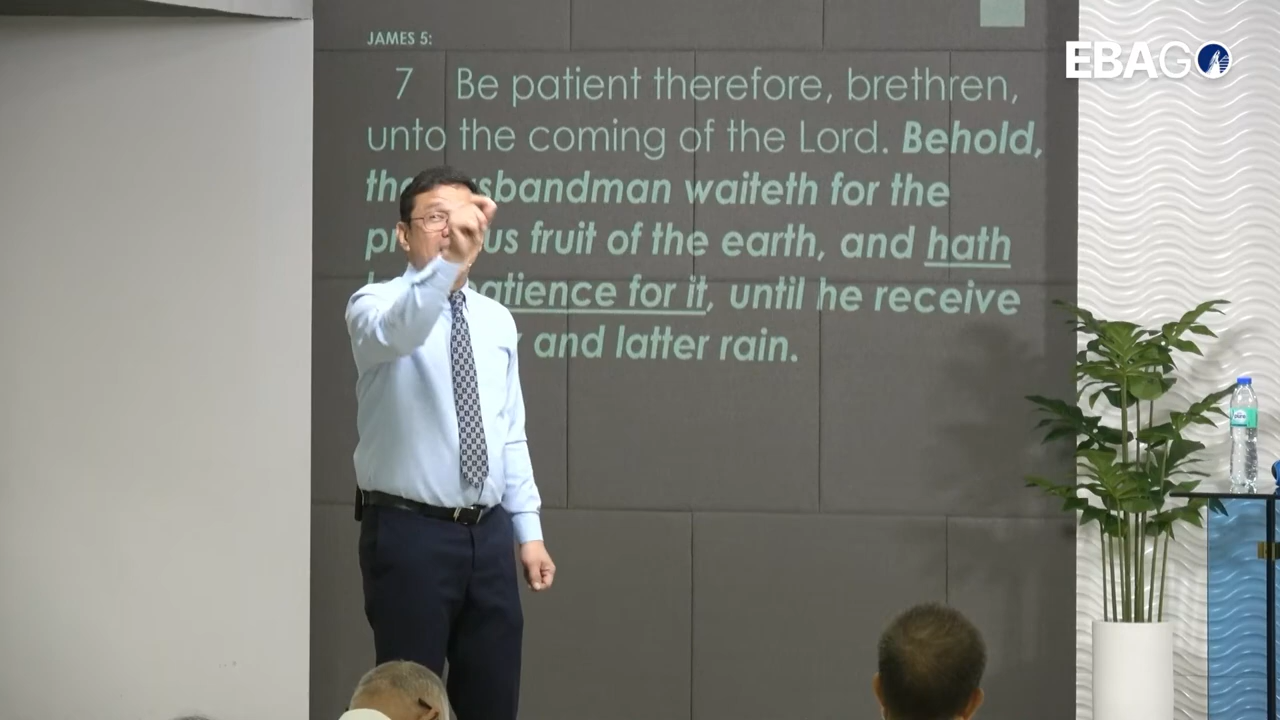 EBAGO
JAMES 5:
7 Be patient therefore, brethren,
unto the coming of the Lord. Behold,
waiteth for the
fruit of the earth, and hath
for it, until he receive
and latter rain.